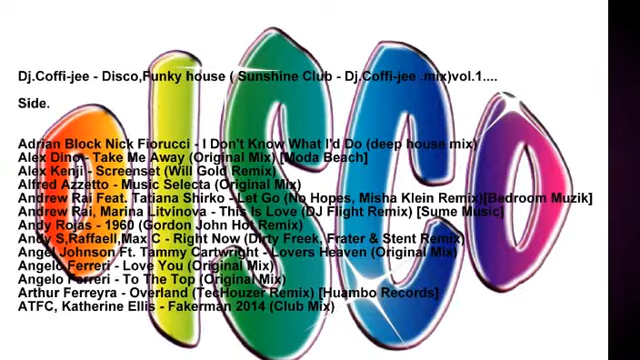 Dj.Coffi-jee - Disco,Funky house ( Sunshine Club - Dj.Coffi-jee .mix)vol.1....
Side.
Adrian Block Nick Fiorucci - I Don't Know What I'd Do (deep house mix)
Alex Dino - Take Me Away (Original Mix) [Moda Beach]
Alex Kenji - Screenset (Will Gold Remix)
Alfred Azzetto - Music Selecta (Original Mix)
Andrew Rai Feat. Tatiana Shirko - Let Go (No Hopes, Misha Klein Remix)[Bedroom Muzik]
Andrew Rai, Marina Litvinova - This Is Love (DJ Flight Remix) [Sume Music]
Andy Rojas - 1960 (Gordon John Hot Remix)
Andy S,Raffaell,Max C - Right Now (Dirty Freek, Frater & Stent Remix)
Angel Johnson Ft. Tammy Cartwright - Lovers Heaven (Original Mix)
Angelo Ferreri - Love You (Original Mix)
Angelo Ferreri - To The Top (Original Mix)
Arthur Ferreyra - Overland (TecHouzer Remix) [Huambo Records]
ATFC, Katherine Ellis - Fakerman 2014 (Club Mix)
DISCO